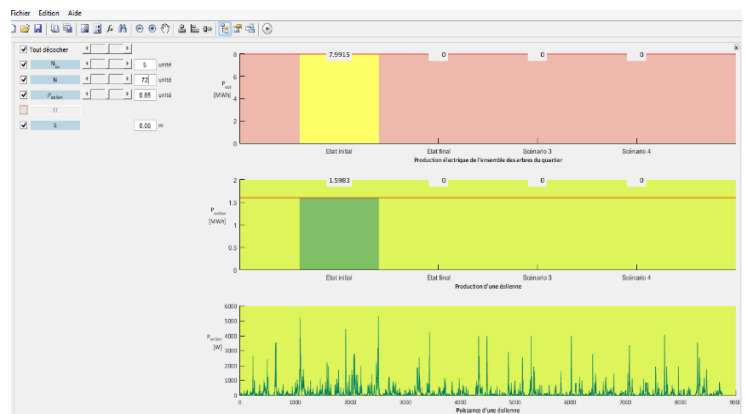 Fichier Edition Aide
Tout décocher
5 unité
N 72 unité
0.85 unité
S 0.60 m
8
6
4
2
0
P eol [MWh]
7.9915 0 0 0
Etat initial Etat final Scénario 3 Scénario 4
Production électrique de l'ensemble des arbres du quartier
2
1.5
1
0.5
0
[MWh]
1.5983 0 0 0
Etat initial Etat final Scénario 3 Scénario 4
Production d'une éolienne
6000
5000
4000
3000
2000
1000
0
[W]
0 1000 2000 3000 4000 5000 6000 7000 8000 9000
Puissance d'une éolienne